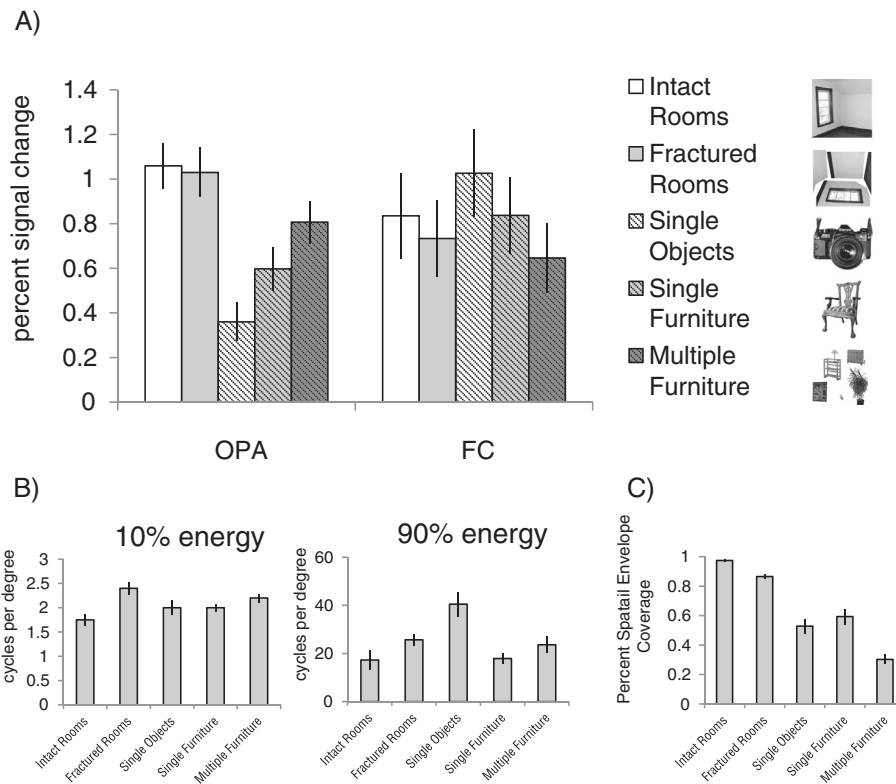 A)
percent signal change
1.4
1.2
1
0.8
0.6
0.4
0.2
0
OPA
FC
Intact
Rooms
Fractured
Rooms
Single
Objects
Single
Furniture
Multiple
Furniture
B)
10% energy
cycles per degree
3
2.5
2
1.5
1
0.5
0
Intact Rooms
Fractured Rooms
Single Objects
Single Furniture
Multiple Furniture
90% energy
cycles per degree
60
40
20
0
Intact Rooms
Fractured Rooms
Single Objects
Single Furniture
Multiple Furniture
C)
Percent Spatail Envelope
Coverage
1
0.8
0.6
0.4
0.2
0
Intact Rooms
Fractured Rooms
Single Objects
Single Furniture
Multiple Furniture